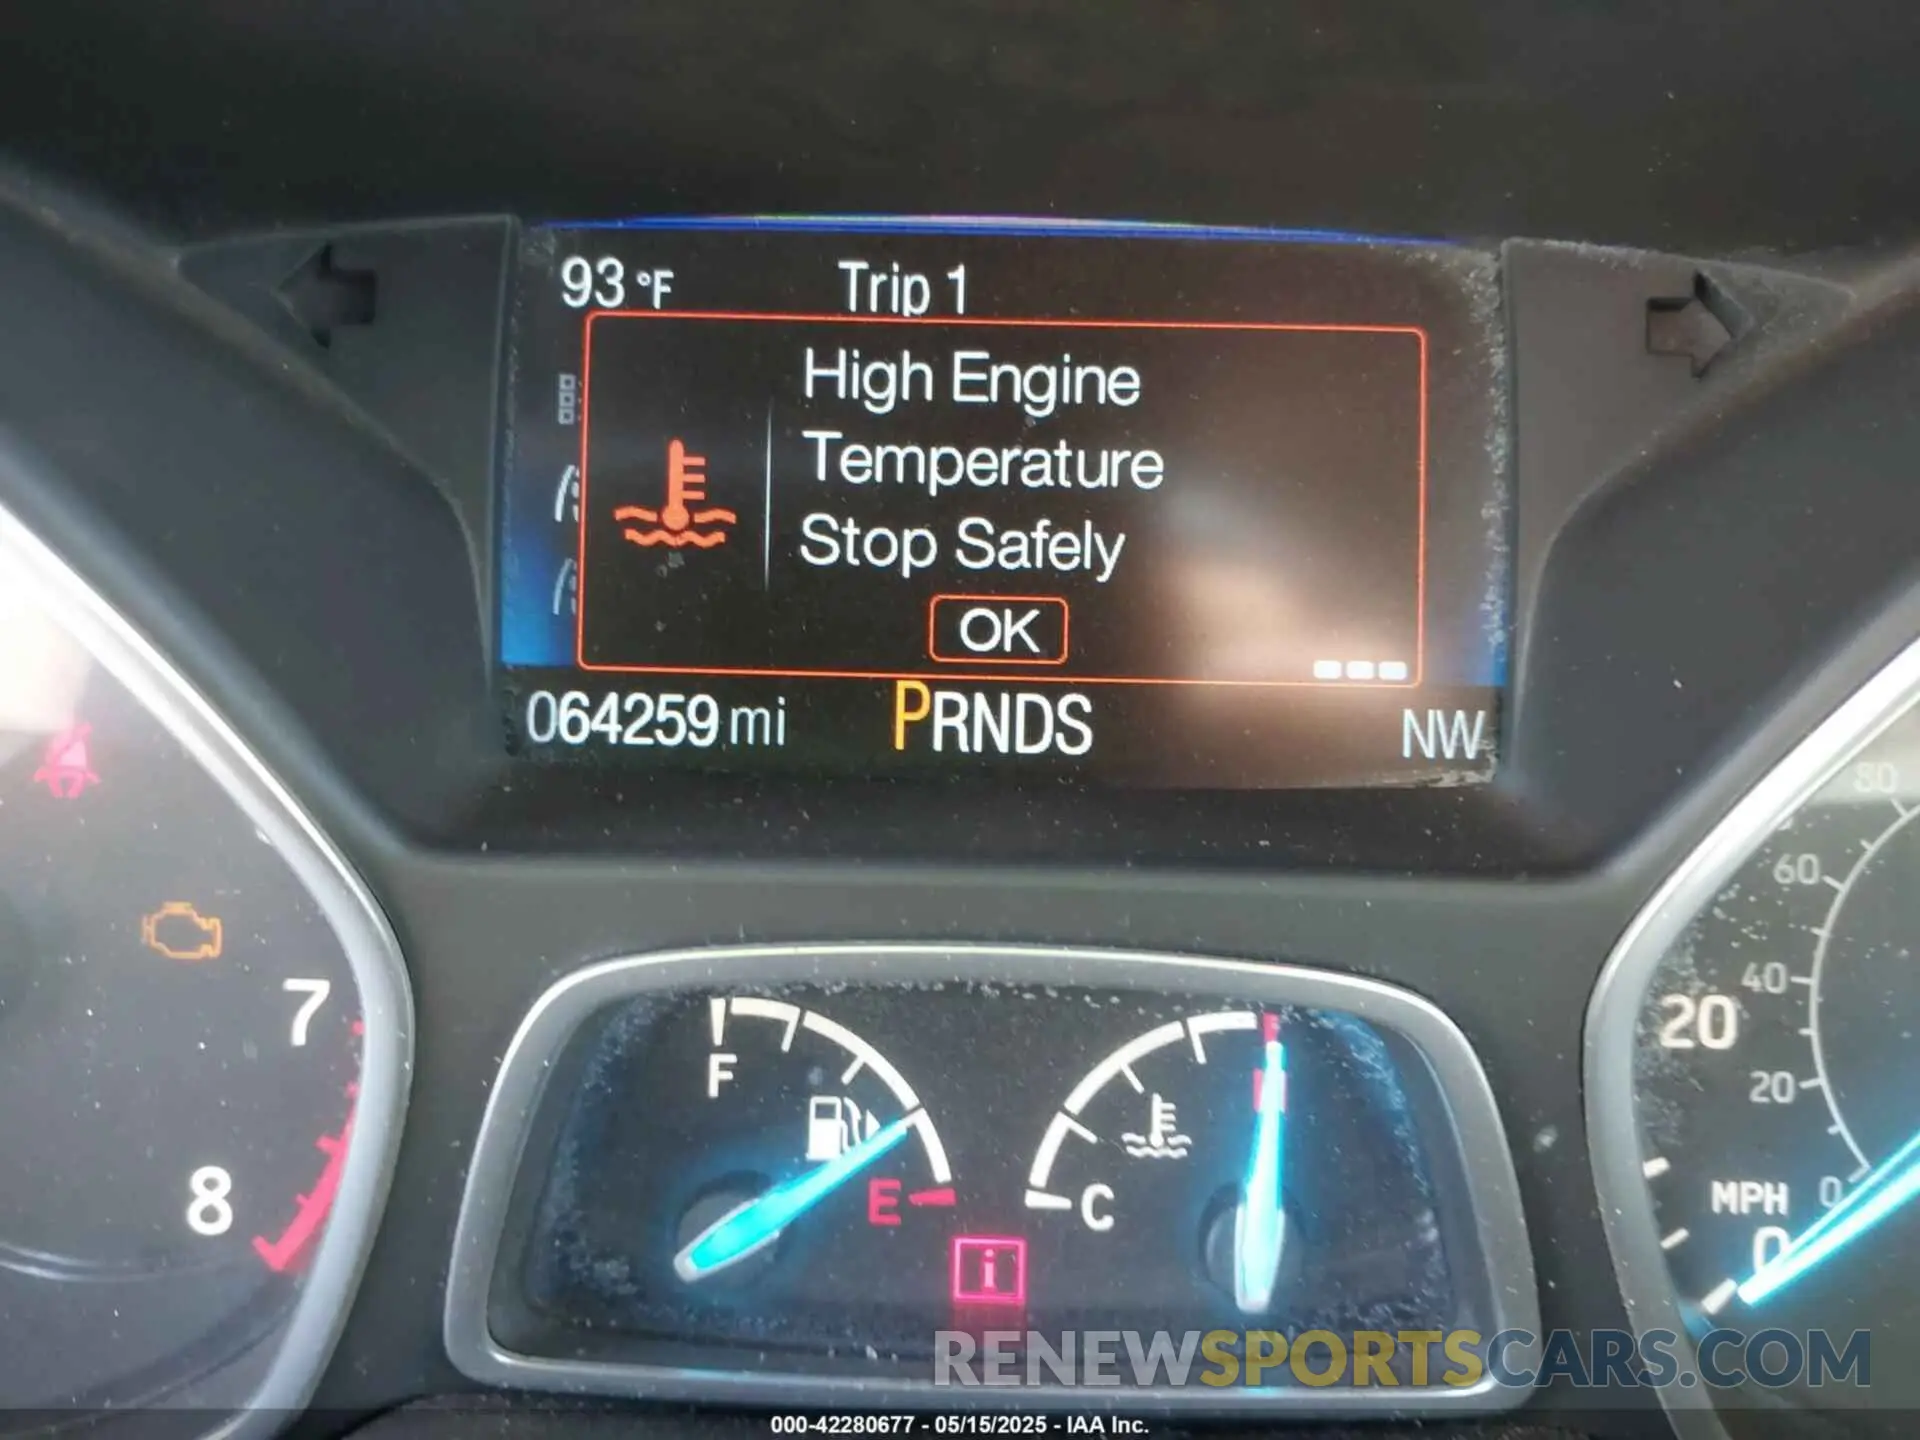 93 °F Trip 1
High Engine
Temperature
Stop Safely
OK
064259 mi PRNDS NW
7
8
F
E
C
i
80
60
40
20
20
MPH 0
0
RENEWSPORTSCARS.COM
000-42280677 - 05/15/2025 - IAA Inc.